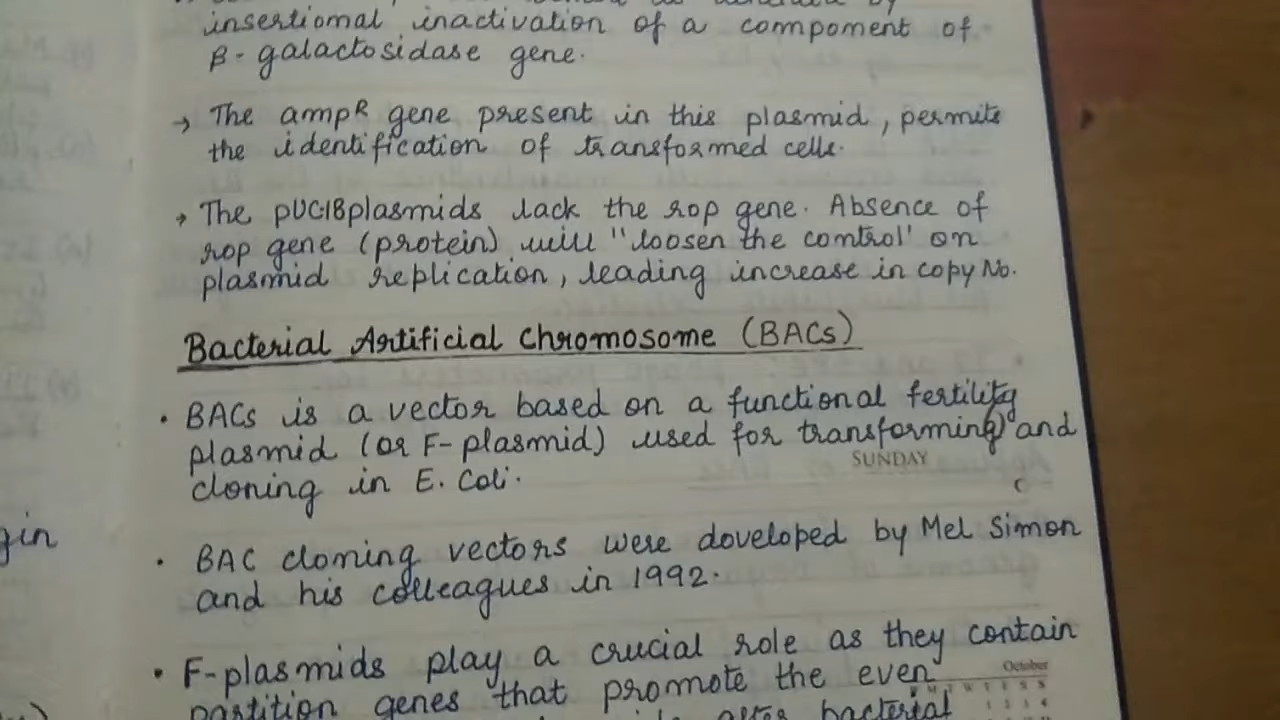 insertional inactivation of a compoment of
β-galactosidase gene.
→ The ampR gene present in this plasmid, permits
the identification of transformed cells.
→ The pUC18plasmids lack the rop gene. Absence of
rop gene (protein) will "loosen the control' on
plasmid replication, leading increase in copy No.
Bacterial Artificial Chromosome (BACs)
• BACs is a vector based on a functional fertility
plasmid (or F-plasmid) used for transforming and
SUNDAY
cloning in E. Coli.
gin
• BAC cloming vectors were doveloped by Mel Simon
and his colleagues in 1992.
• F-plasmids play a crucial role as they contain
October
partition genes that promote the even
after bacterial